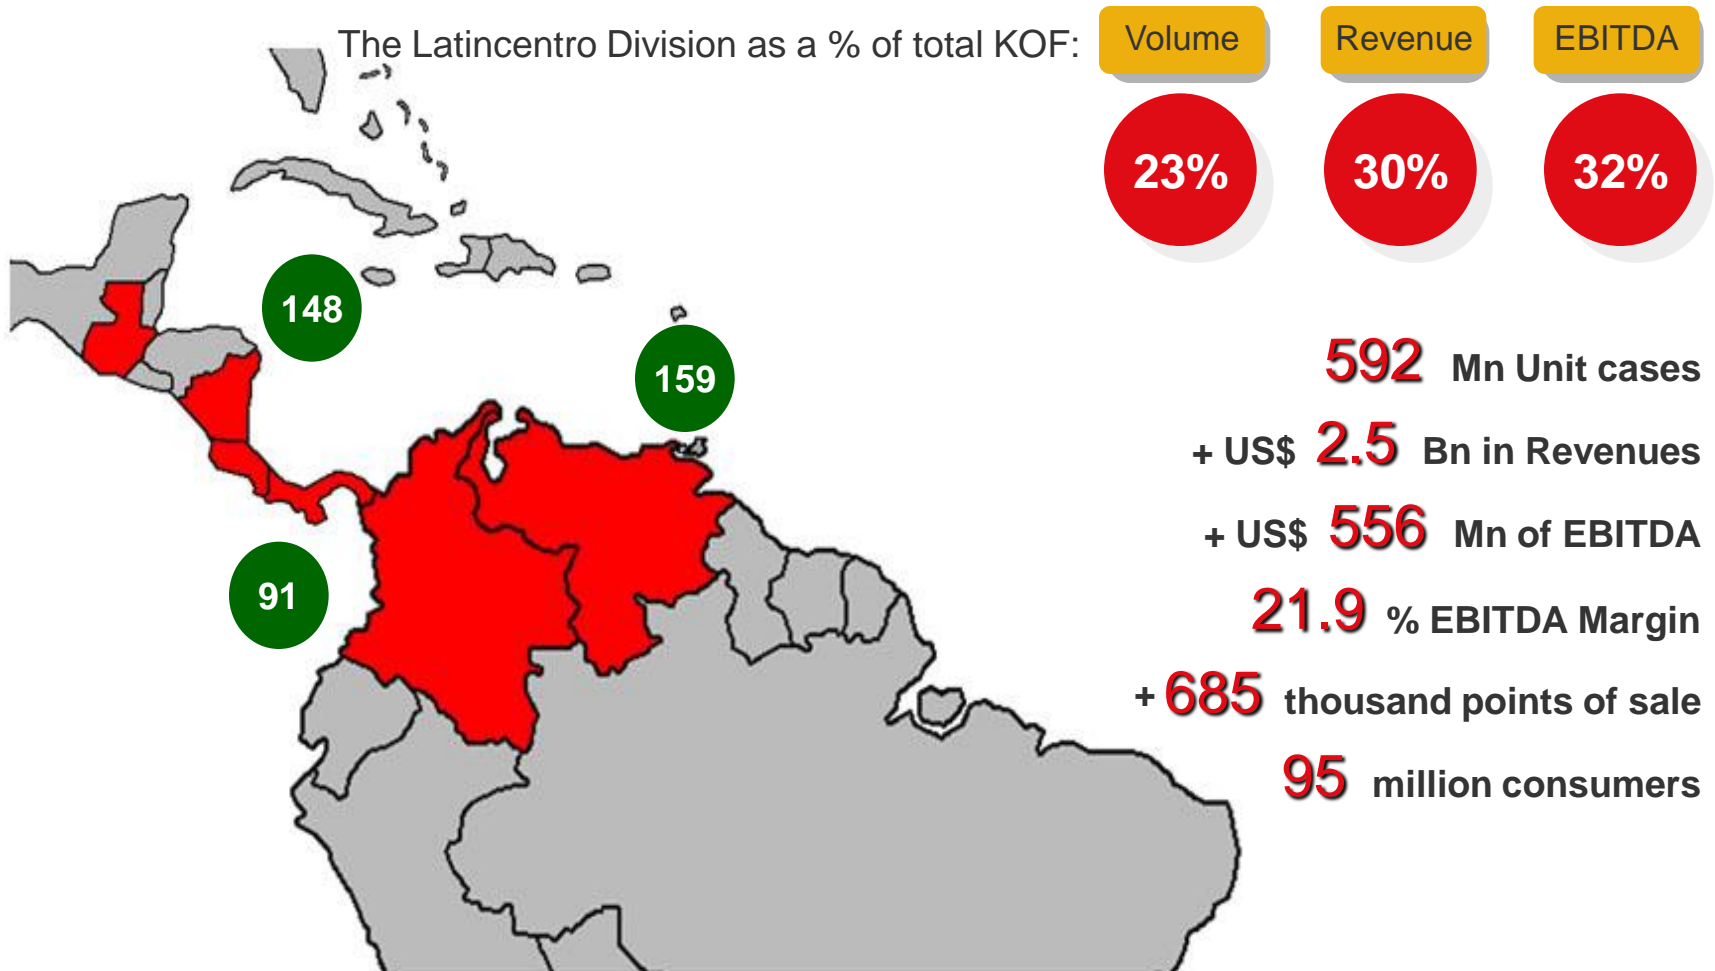 The Latincentro Division as a % of total KOF:
Volume
Revenue
EBITDA
23%
30%
32%
148
159
91
592 Mn Unit cases
+ US$ 2.5 Bn in Revenues
+ US$ 556 Mn of EBITDA
21.9 % EBITDA Margin
+ 685 thousand points of sale
95 million consumers